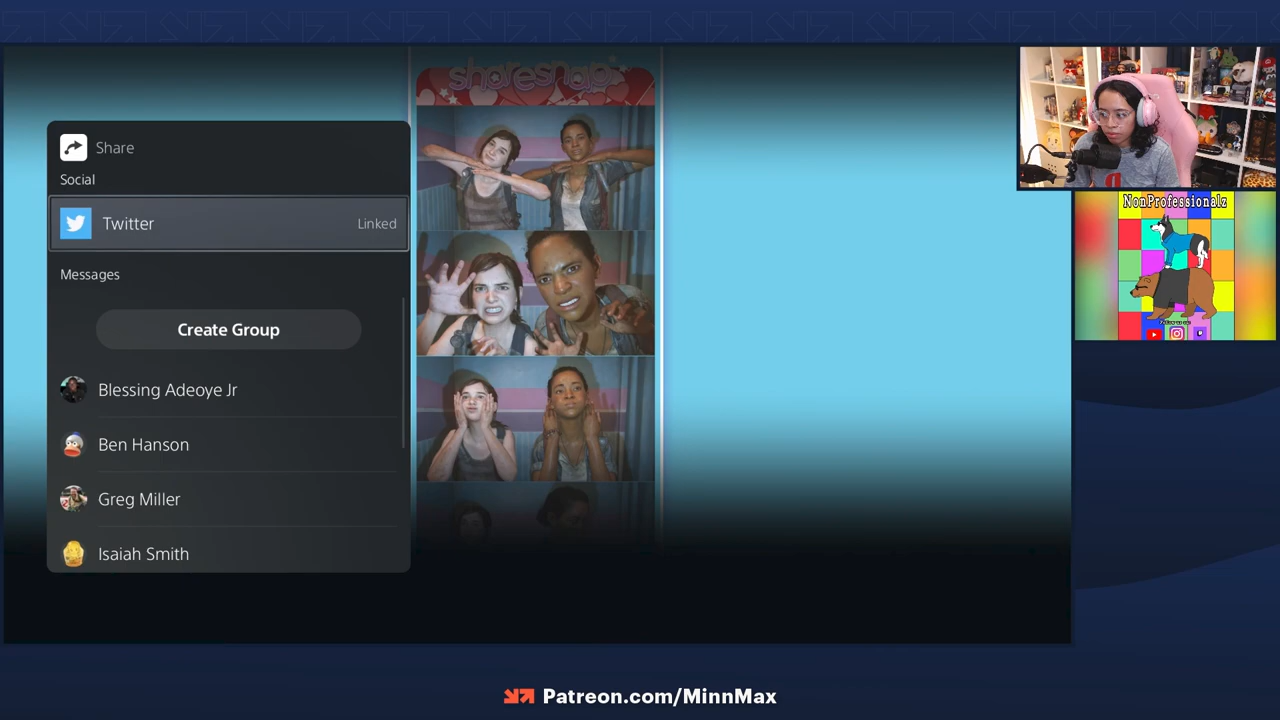 sharesnap
Share
Social
Twitter
Linked
Messages
Create Group
Blessing Adeoye Jr
Ben Hanson
Greg Miller
Isaiah Smith
NonProfessionalz
Patreon.com/MinnMax